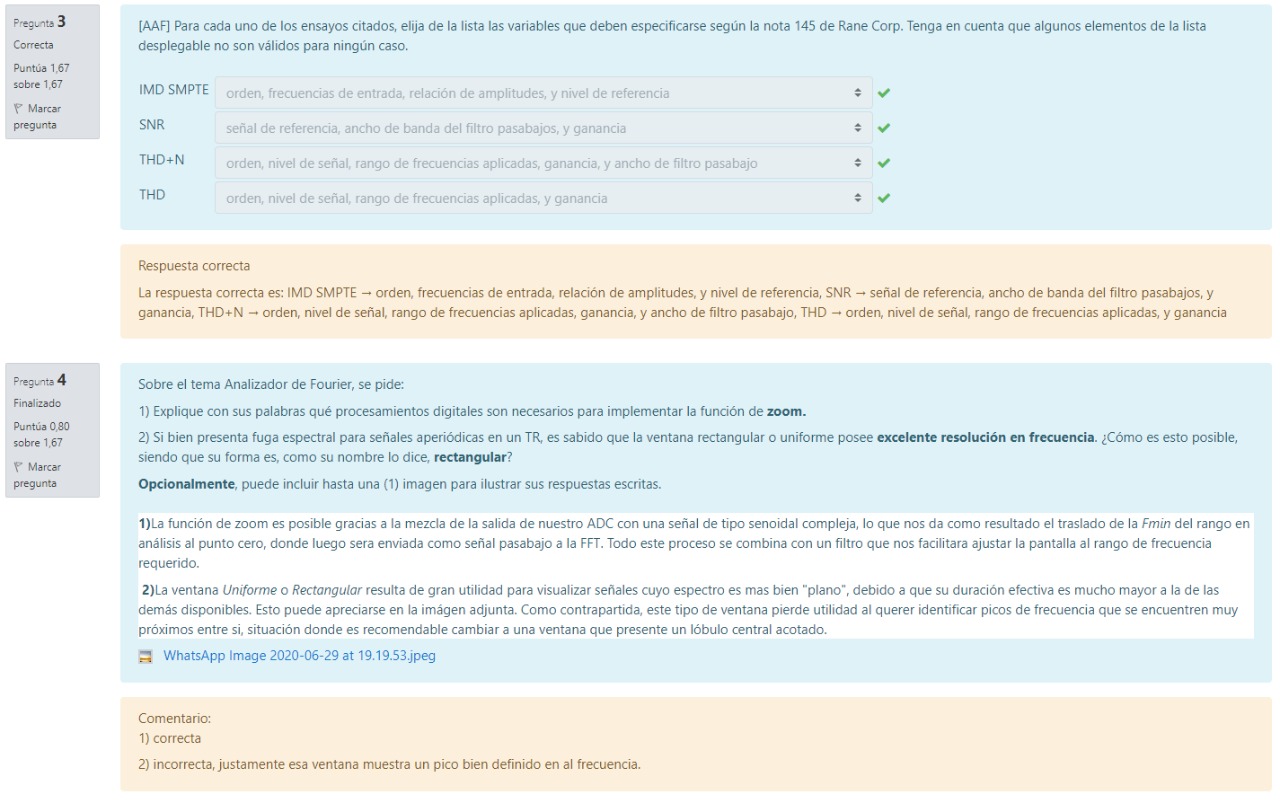 Pregunta 3
Correcta
Puntúa 1,67
sobre 1,67
Marcar
pregunta
[AAF] Para cada uno de los ensayos citados, elija de la lista las variables que deben especificarse según la nota 145 de Rane Corp. Tenga en cuenta que algunos elementos de la lista
desplegable no son válidos para ningún caso.
IMD SMPTE orden, frecuencias de entrada, relación de amplitudes, y nivel de referencia
SNR señal de referencia, ancho de banda del filtro pasabajos, y ganancia
THD+N orden, nivel de señal, rango de frecuencias aplicadas, ganancia, y ancho de filtro pasabajo
THD orden, nivel de señal, rango de frecuencias aplicadas, y ganancia
Respuesta correcta
La respuesta correcta es: IMD SMPTE → orden, frecuencias de entrada, relación de amplitudes, y nivel de referencia, SNR → señal de referencia, ancho de banda del filtro pasabajos, y
ganancia, THD+N → orden, nivel de señal, rango de frecuencias aplicadas, ganancia, y ancho de filtro pasabajo, THD → orden, nivel de señal, rango de frecuencias aplicadas, y ganancia
Pregunta 4
Finalizado
Puntúa 0,80
sobre 1,67
Marcar
pregunta
Sobre el tema Analizador de Fourier, se pide:
1) Explique con sus palabras qué procesamientos digitales son necesarios para implementar la función de zoom.
2) Si bien presenta fuga espectral para señales aperiódicas en un TR, es sabido que la ventana rectangular o uniforme posee excelente resolución en frecuencia. ¿Cómo es esto posible,
siendo que su forma es, como su nombre lo dice, rectangular?
Opcionalmente, puede incluir hasta una (1) imagen para ilustrar sus respuestas escritas.
1)La función de zoom es posible gracias a la mezcla de la salida de nuestro ADC con una señal de tipo senoidal compleja, lo que nos da como resultado el traslado de la Fmin del rango en
análisis al punto cero, donde luego sera enviada como señal pasabajo a la FFT. Todo este proceso se combina con un filtro que nos facilitara ajustar la pantalla al rango de frecuencia
requerido.
2)La ventana Uniforme o Rectangular resulta de gran utilidad para visualizar señales cuyo espectro es mas bien "plano", debido a que su duración efectiva es mucho mayor a la de las
demás disponibles. Esto puede apreciarse en la imágen adjunta. Como contrapartida, este tipo de ventana pierde utilidad al querer identificar picos de frecuencia que se encuentren muy
próximos entre si, situación donde es recomendable cambiar a una ventana que presente un lóbulo central acotado.
WhatsApp Image 2020-06-29 at 19.19.53.jpeg
Comentario:
1) correcta
2) incorrecta, justamente esa ventana muestra un pico bien definido en al frecuencia.